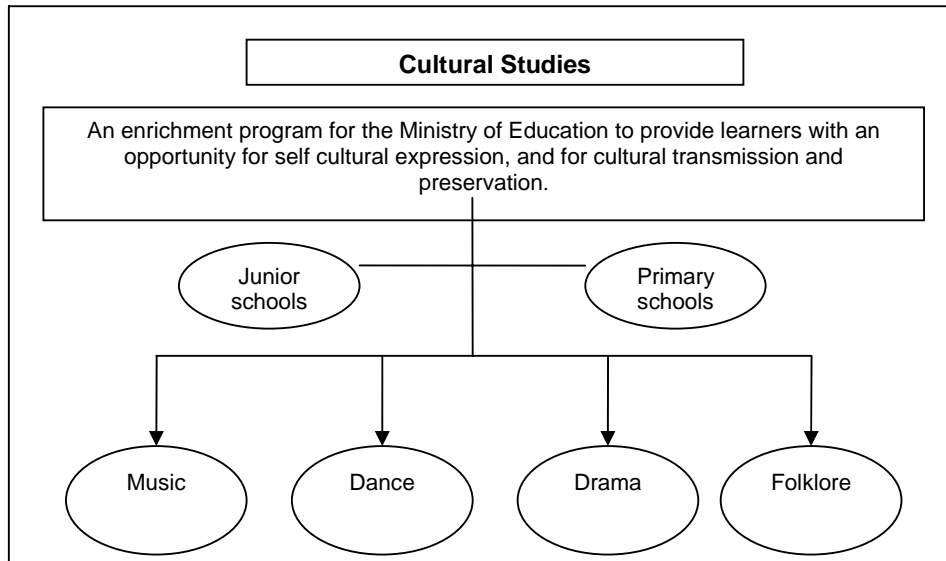 Cultural Studies
An enrichment program for the Ministry of Education to provide learners with an
opportunity for self cultural expression, and for cultural transmission and
preservation.
Junior
schools
Primary
schools
Music
Dance
Drama
Folklore